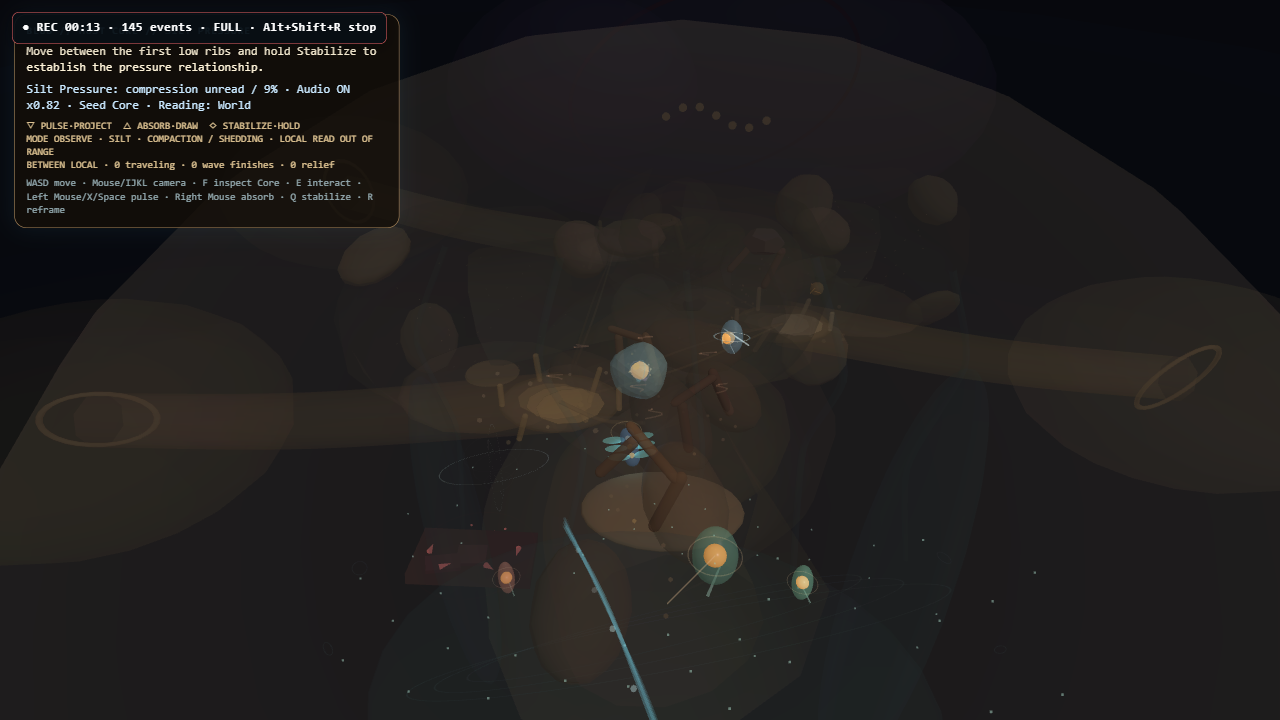 ● REC 00:13 · 145 events · FULL · Alt+Shift+R stop
Move between the first low ribs and hold Stabilize to
establish the pressure relationship.
Silt Pressure: compression unread / 9% · Audio ON
x0.82 · Seed Core · Reading: World
▽ PULSE·PROJECT △ ABSORB·DRAW ◇ STABILIZE·HOLD
MODE OBSERVE · SILT · COMPACTION / SHEDDING · LOCAL READ OUT OF
RANGE
BETWEEN LOCAL · 0 traveling · 0 wave finishes · 0 relief
WASD move · Mouse/IJKL camera · F inspect Core · E interact ·
Left Mouse/X/Space pulse · Right Mouse absorb · Q stabilize · R
reframe